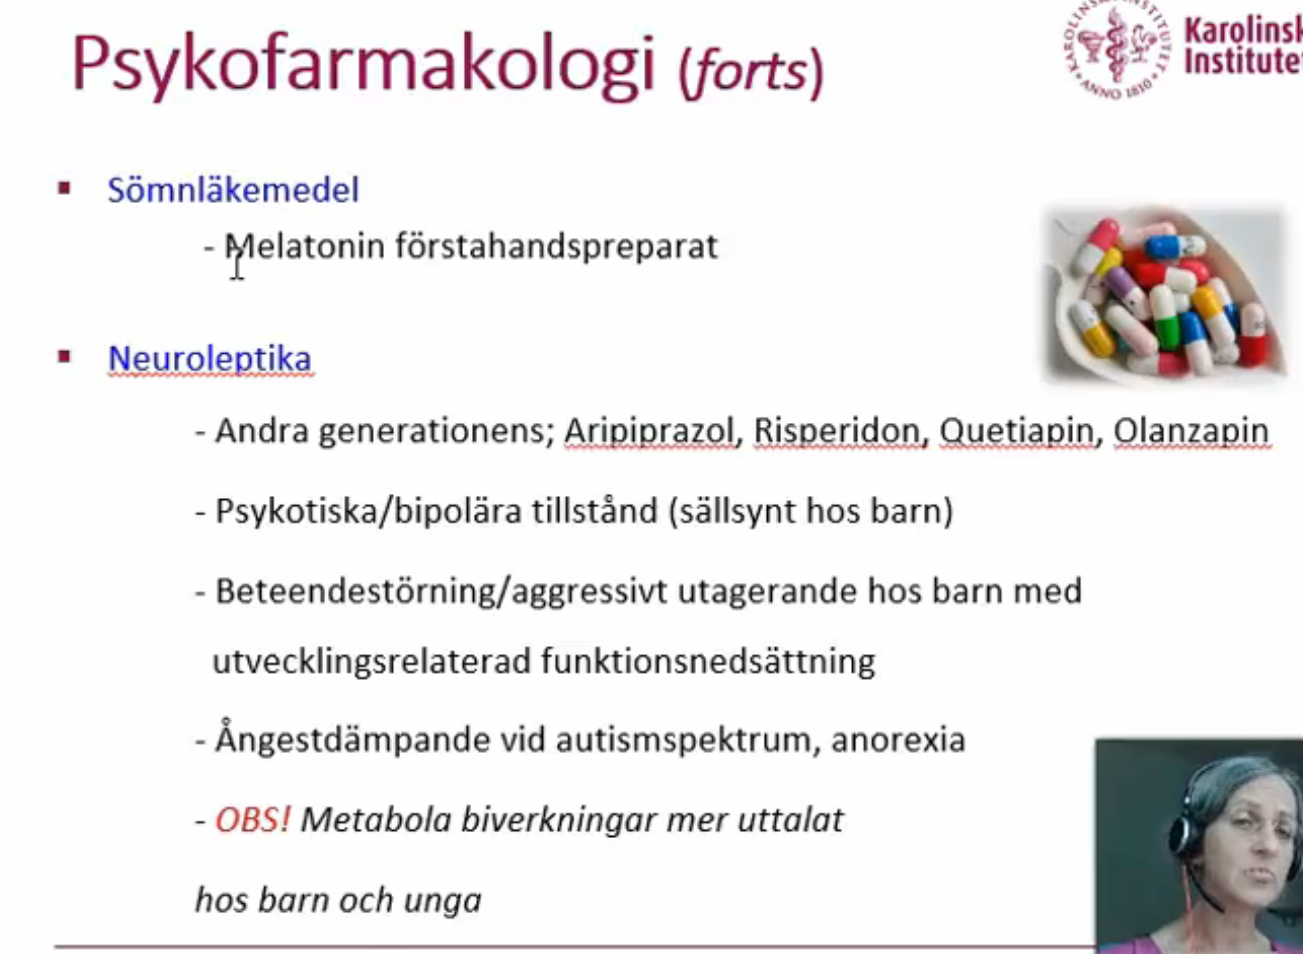 Psykofarmakologi (forts)
Karolinsk
Institute
KAROLINSKA INSTITUTET
ANNO 1810
Sömnläkemedel
- Melatonin förstahandspreparat
Neuroleptika
- Andra generationens; Aripiprazol, Risperidon, Quetiapin, Olanzapin
- Psykotiska/bipolära tillstånd (sällsynt hos barn)
- Beteendestörning/aggressivt utagerande hos barn med
utvecklingsrelaterad funktionsnedsättning
- Ångestdämpande vid autismspektrum, anorexia
- OBS! Metabola biverkningar mer uttalat
hos barn och unga